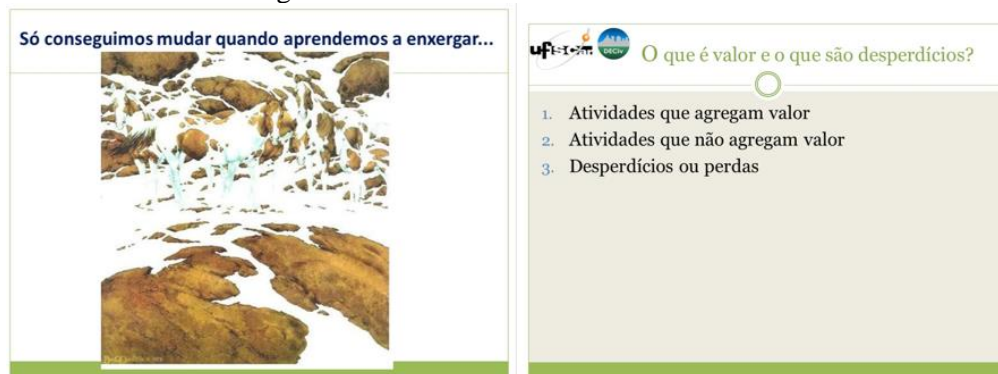 Só conseguimos mudar quando aprendemos a enxergar...
O que é valor e o que são desperdícios?
1. Atividades que agregam valor
2. Atividades que não agregam valor
3. Desperdícios ou perdas